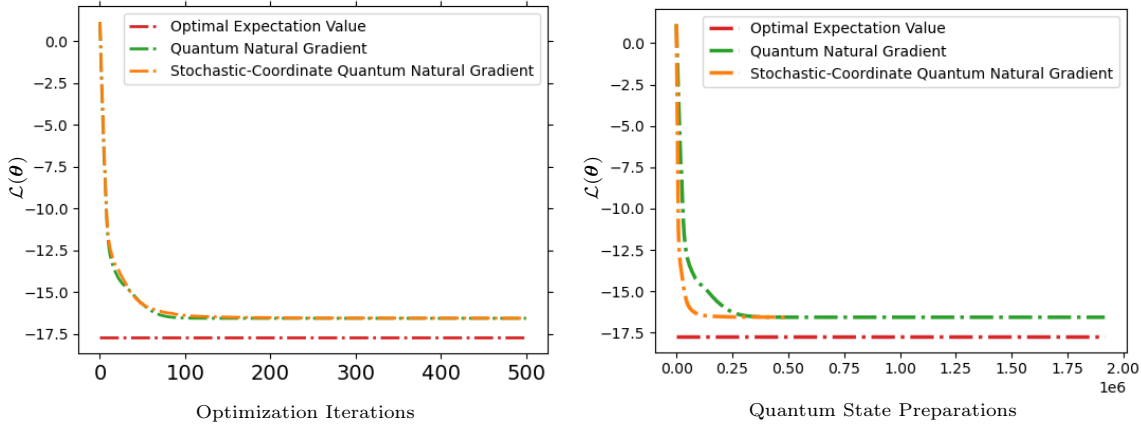 Optimal Expectation Value
Quantum Natural Gradient
Stochastic-Coordinate Quantum Natural Gradient
0.0
−2.5
−5.0
−7.5
−10.0
−12.5
−15.0
−17.5
ℒ(𝜽)
0 100 200 300 400 500
Optimization Iterations
Optimal Expectation Value
Quantum Natural Gradient
Stochastic-Coordinate Quantum Natural Gradient
0.0
−2.5
−5.0
−7.5
−10.0
−12.5
−15.0
−17.5
ℒ(𝜽)
0.00 0.25 0.50 0.75 1.00 1.25 1.50 1.75 2.00
1e6
Quantum State Preparations